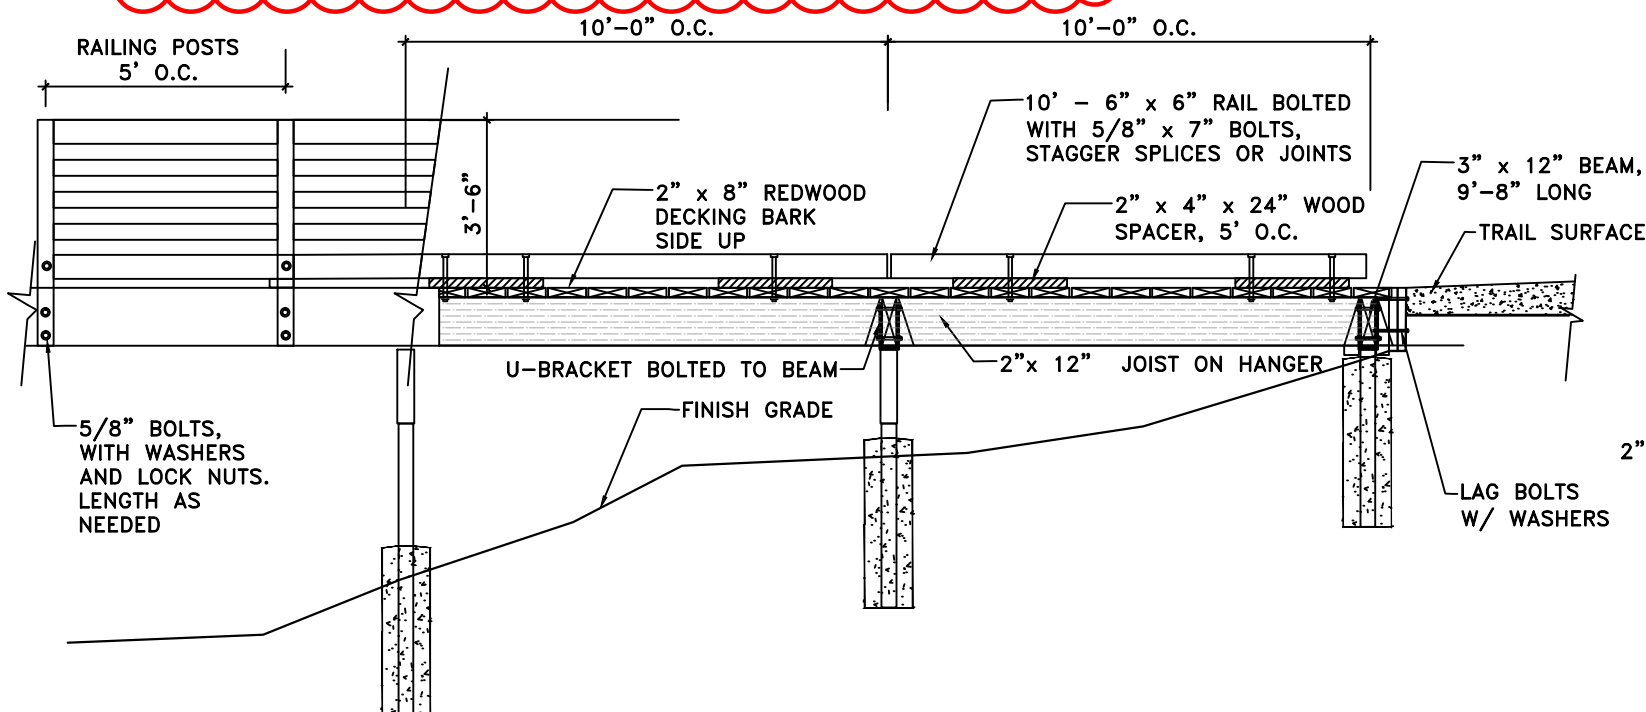 10'-0" O.C.
10'-0" O.C.
RAILING POSTS
5' O.C.
10' - 6" x 6" RAIL BOLTED
WITH 5/8" x 7" BOLTS,
STAGGER SPLICES OR JOINTS
3" x 12" BEAM,
9'-8" LONG
3'-6"
2" x 8" REDWOOD
DECKING BARK
SIDE UP
2" x 4" x 24" WOOD
SPACER, 5' O.C.
TRAIL SURFACE
U-BRACKET BOLTED TO BEAM
2"x 12" JOIST ON HANGER
FINISH GRADE
5/8" BOLTS,
WITH WASHERS
AND LOCK NUTS.
LENGTH AS
NEEDED
2"
LAG BOLTS
W/ WASHERS